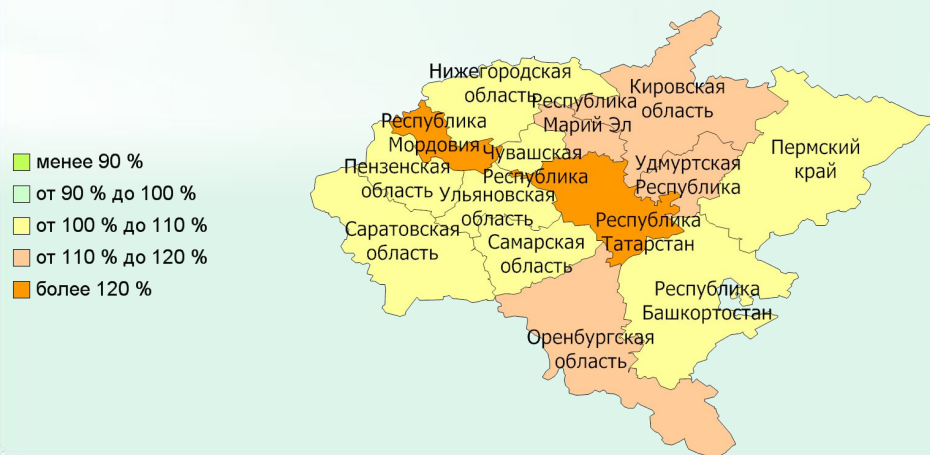 менее 90 %
от 90 % до 100 %
от 100 % до 110 %
от 110 % до 120 %
более 120 %
Нижегородская
область
Республика
Марий Эл
Кировская
область
Республика
Мордовия
Чувашская
Республика
Пензенская
область
Ульяновская
область
Удмуртская
Республика
Пермский
край
Саратовская
область
Самарская
область
Республика
Татарстан
Республика
Башкортостан
Оренбургская
область